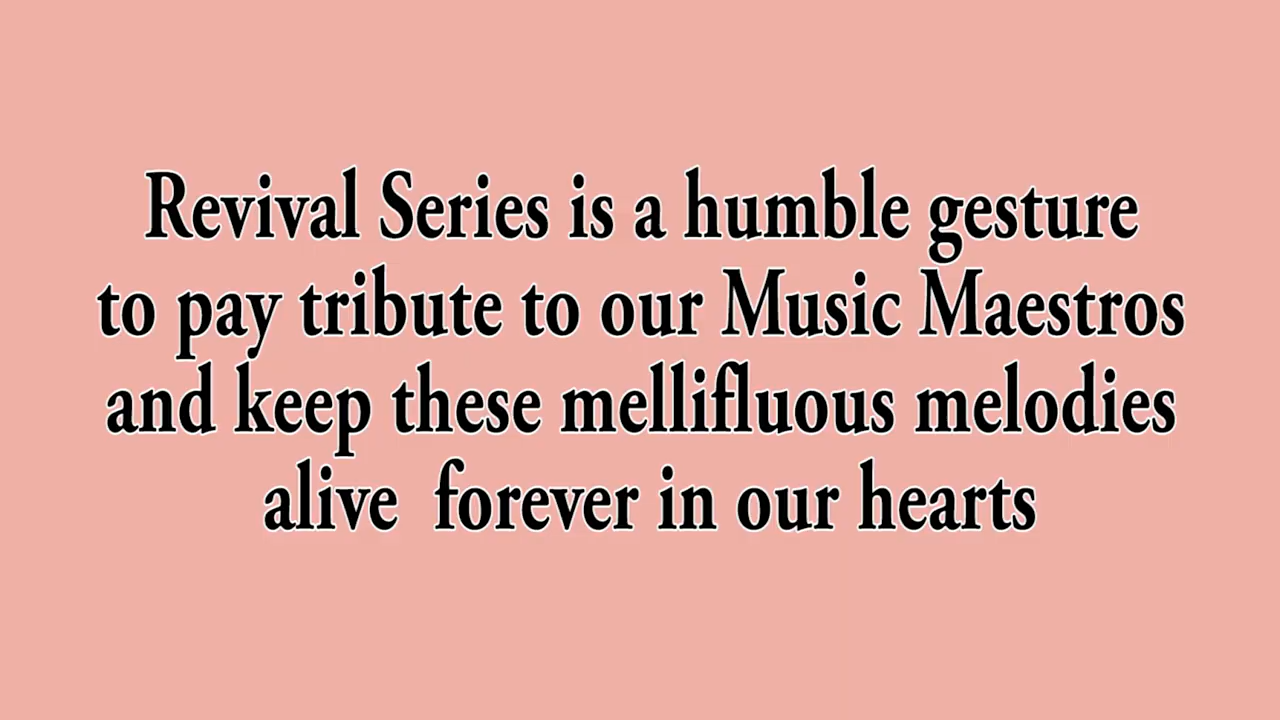 Revival Series is a humble gesture
to pay tribute to our Music Maestros
and keep these mellifluous melodies
alive  forever in our hearts